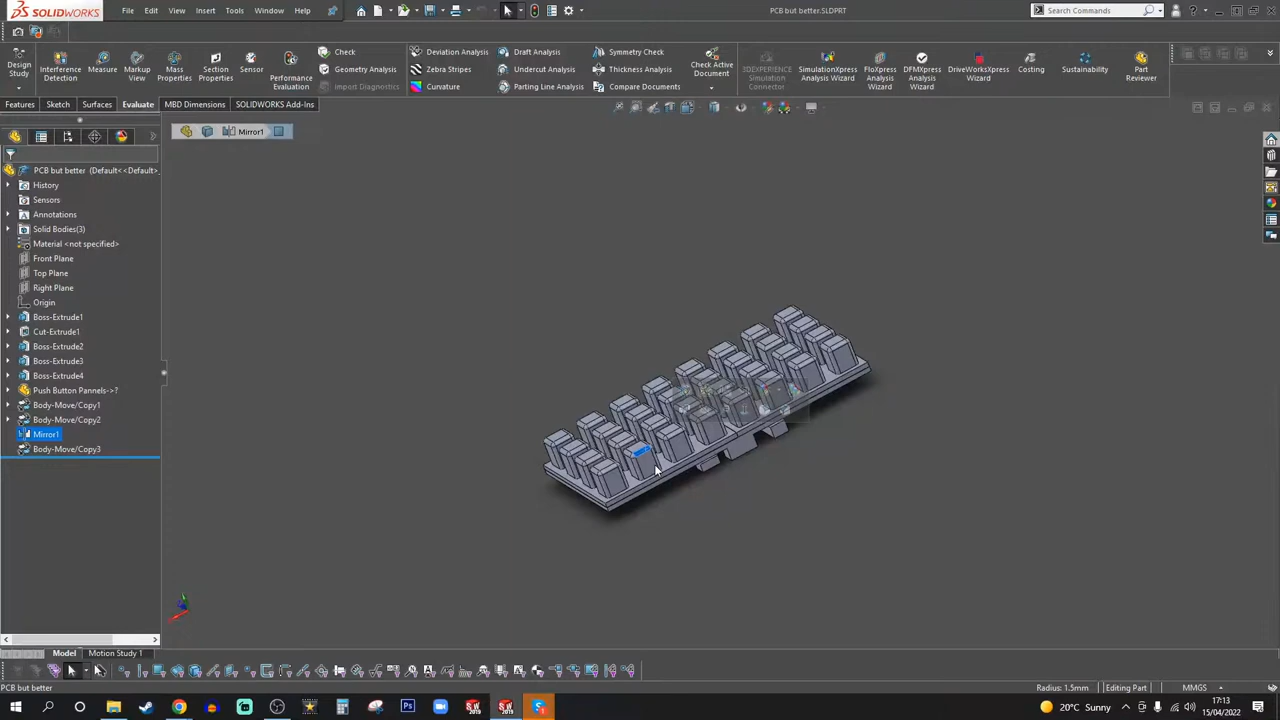 SOLIDWORKS
File Edit View Insert Tools Window
PCB but better.SLDPRT
Search Commands
Design Study
Interference Detection
Measure
Markup View
Mass Properties
Section Properties
Sensor
Performance Evaluation
Check
Geometry Analysis
Import Diagnostics
Deviation Analysis
Zebra Stripes
Curvature
Draft Analysis
Undercut Analysis
Parting Line Analysis
Symmetry Check
Thickness Analysis
Compare Documents
Check Active Document
3DEXPERIENCE Simulation Connector
SimulationXpress Analysis Wizard
FloXpress Analysis Wizard
DFMXpress Analysis Wizard
DriveWorksXpress Wizard
Costing
Sustainability
Part Reviewer
Features Sketch Surfaces Evaluate MBD Dimensions SOLIDWORKS Add-Ins
Mirror1
PCB but better (Default<<Default>_
History
Sensors
Annotations
Solid Bodies(3)
Material <not specified>
Front Plane
Top Plane
Right Plane
Origin
Boss-Extrude1
Cut-Extrude1
Boss-Extrude2
Boss-Extrude3
Boss-Extrude4
Push Button Pannels->?
Body-Move/Copy1
Body-Move/Copy2
Mirror1
Body-Move/Copy3
Model Motion Study 1
PCB but better
Radius: 1.5mm Editing Part MMGS
20°C Sunny
17:13
15/04/2022